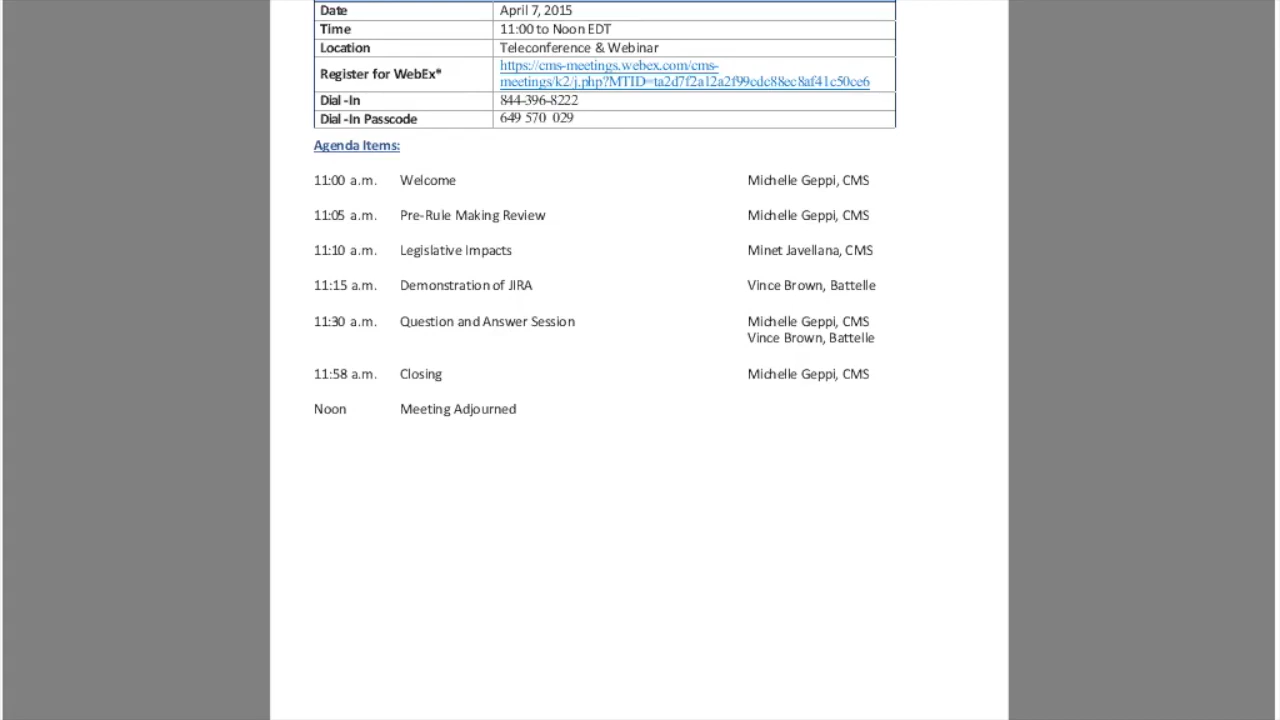 Date April 7, 2015
Time 11:00 to Noon EDT
Location Teleconference & Webinar
Register for WebEx* https://cms-meetings.webex.com/cms-
meetings/k2/j.php?MTID=ta2d7f2a12a2f99cdc88ec8af41c50ce6
Dial-In 844-396-8222
Dial-In Passcode 649 570 029
Agenda Items:
11:00 a.m. Welcome Michelle Geppi, CMS
11:05 a.m. Pre-Rule Making Review Michelle Geppi, CMS
11:10 a.m. Legislative Impacts Minet Javellana, CMS
11:15 a.m. Demonstration of JIRA Vince Brown, Battelle
11:30 a.m. Question and Answer Session Michelle Geppi, CMS
Vince Brown, Battelle
11:58 a.m. Closing Michelle Geppi, CMS
Noon Meeting Adjourned